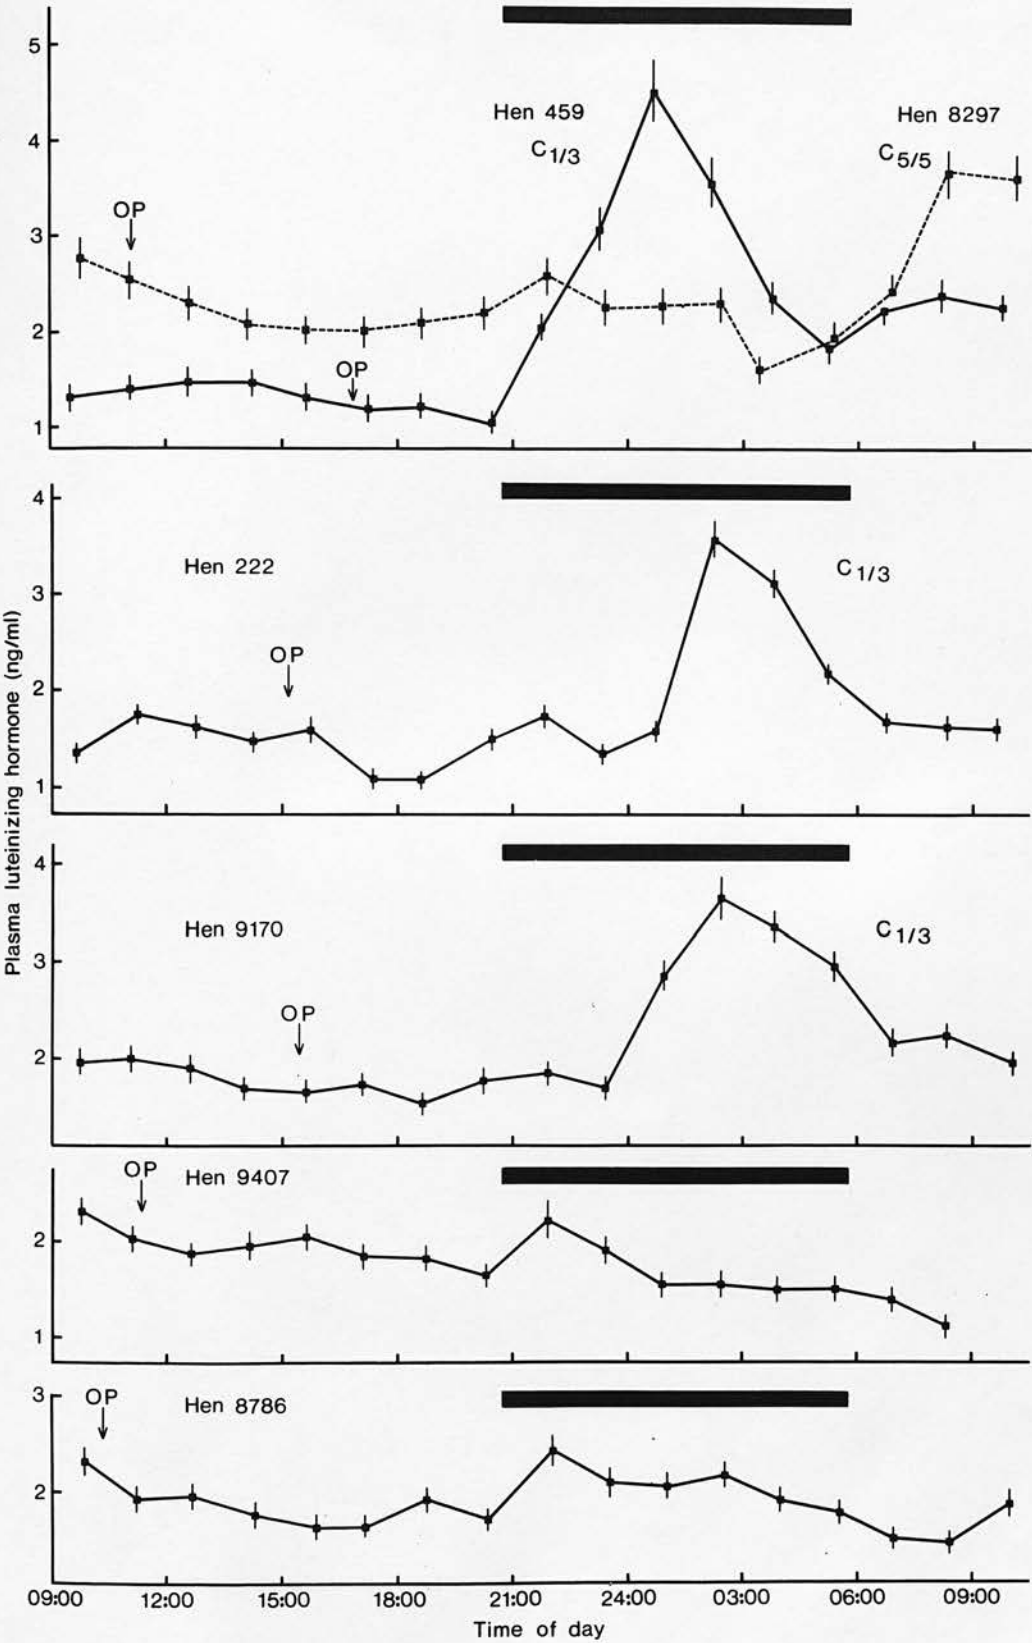 5
Hen 459
Hen 8297
4
C1/3
C5/5
OP
3
2
OP
1
4
Hen 222
C1/3
3
OP
2
1
Plasma luteinizing hormone (ng/ml)
4
Hen 9170
C1/3
3
OP
2
OP
Hen 9407
2
1
3
OP
Hen 8786
2
09:00 12:00 15:00 18:00 21:00 24:00 03:00 06:00 09:00
Time of day